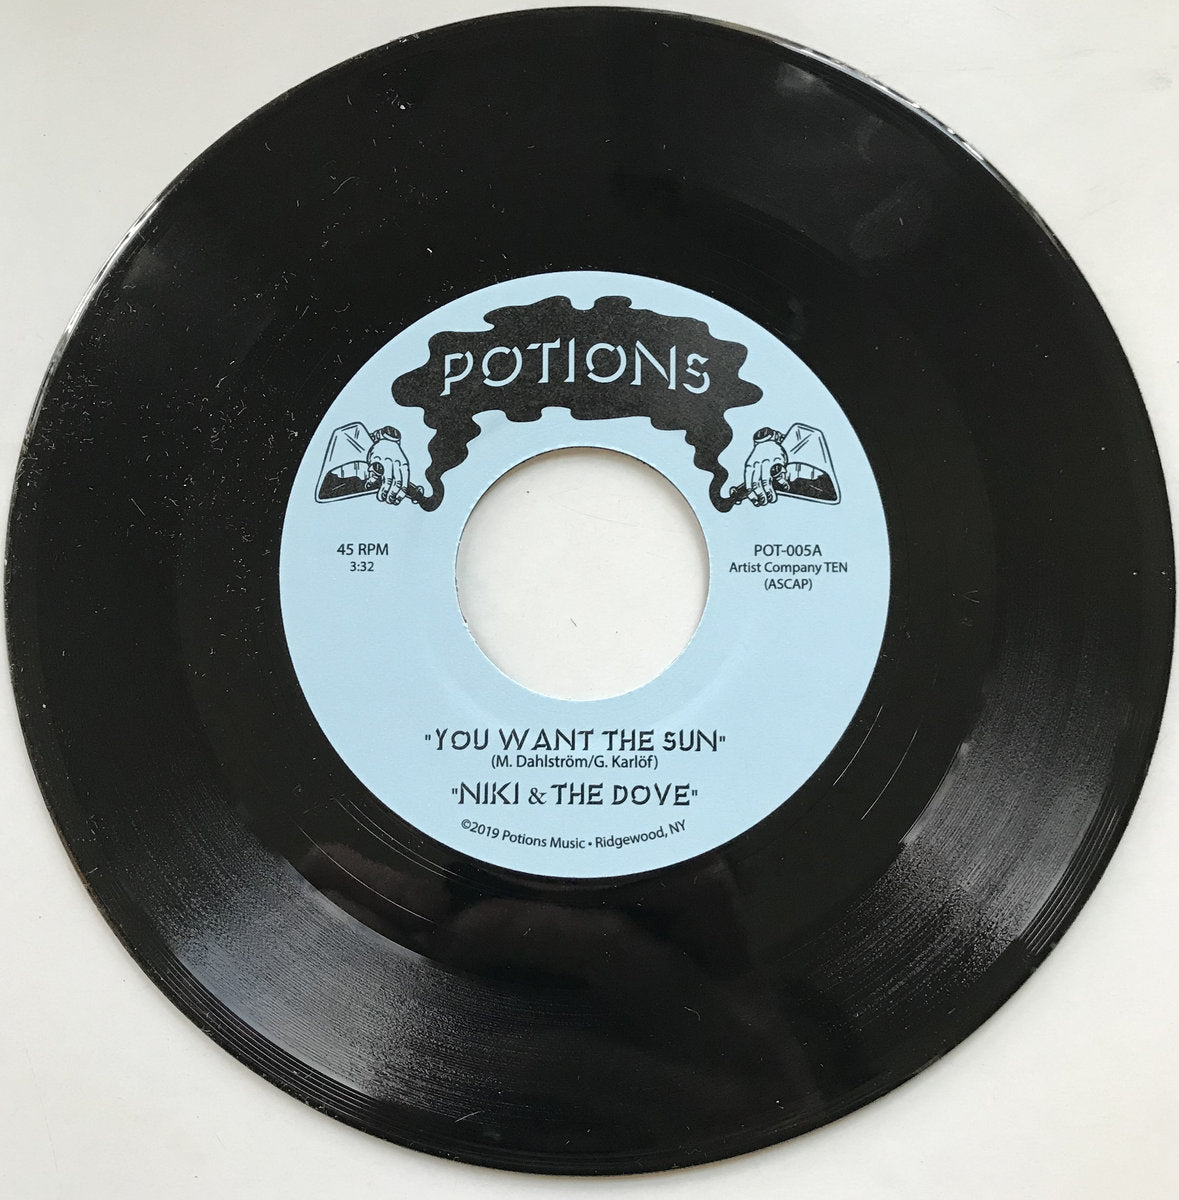 POTIONS
45 RPM
3:32
POT-005A
Artist Company TEN
(ASCAP)
"YOU WANT THE SUN"
(M. Dahlström/G. Karlöf)
"NIKI & THE DOVE"
©2019 Potions Music • Ridgewood, NY